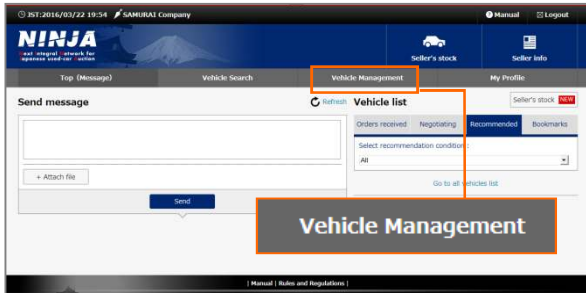 JST:2016/03/22 19:54 SAMURAI Company
Manual Logout
NINJA
Next Integral Network for
Japanese used-car Auction
Seller's stock Seller info
Top (Message) Vehicle Search Vehicle Management My Profile
Send message
Refresh
Vehicle list
Seller's stock NEW
Orders received Negotiating Recommended Bookmarks
Select recommendation condition :
All
+ Attach file
Go to all vehicles list
Send
Vehicle Management
| Manual | Rules and Regulations |